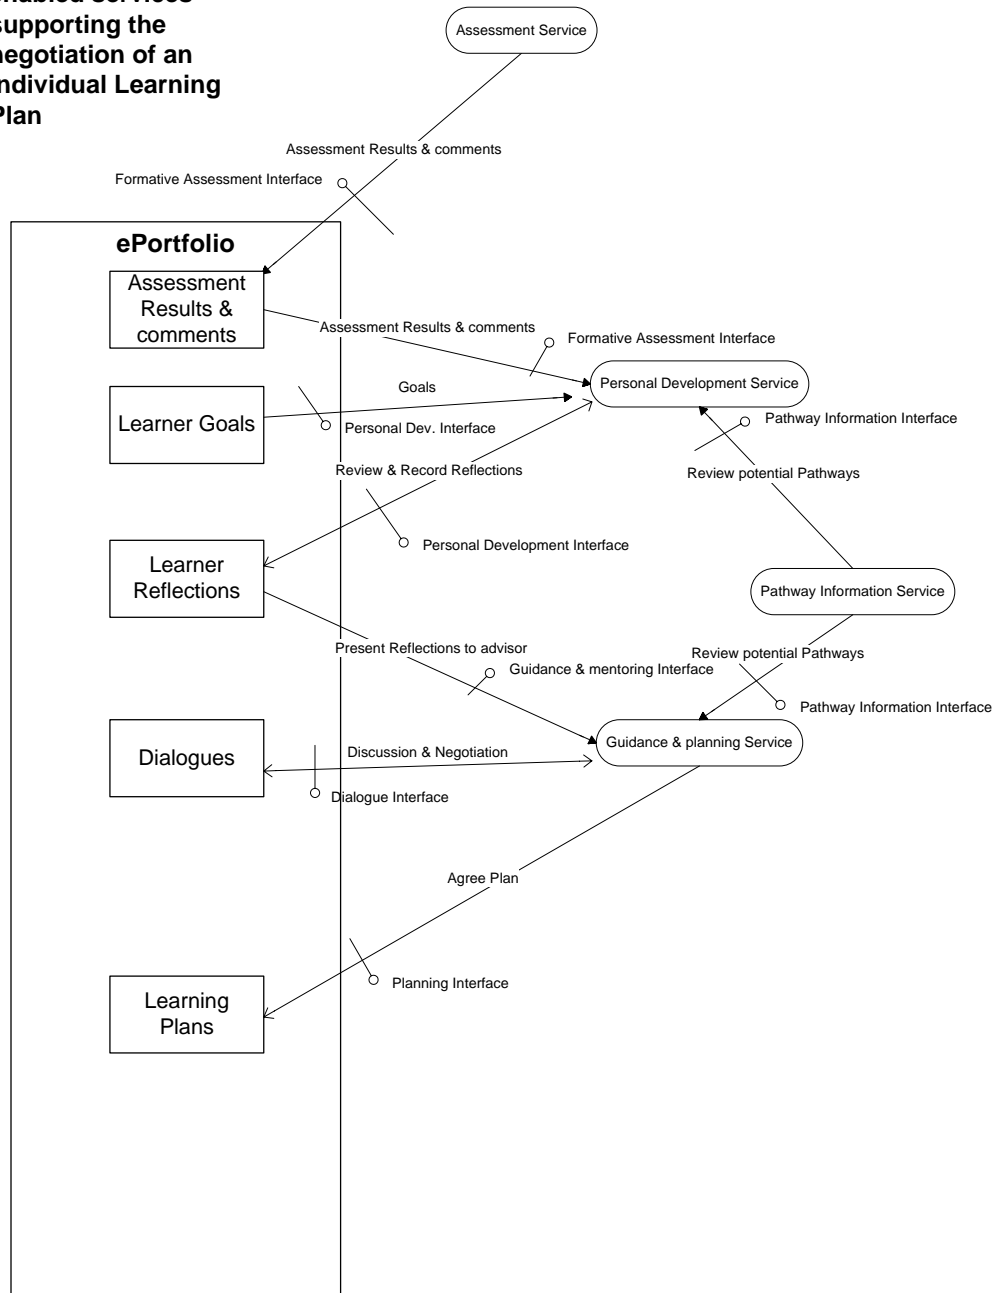 supporting the
negotiation of an
Individual Learning
Plan
Assessment Service
Assessment Results & comments
Formative Assessment Interface
ePortfolio
Assessment
Results &
comments
Assessment Results & comments
Formative Assessment Interface
Personal Development Service
Goals
Learner Goals
Personal Dev. Interface
Pathway Information Interface
Review & Record Reflections
Review potential Pathways
Personal Development Interface
Learner
Reflections
Pathway Information Service
Present Reflections to advisor
Review potential Pathways
Guidance & mentoring Interface
Pathway Information Interface
Guidance & planning Service
Dialogues
Discussion & Negotiation
Dialogue Interface
Agree Plan
Planning Interface
Learning
Plans